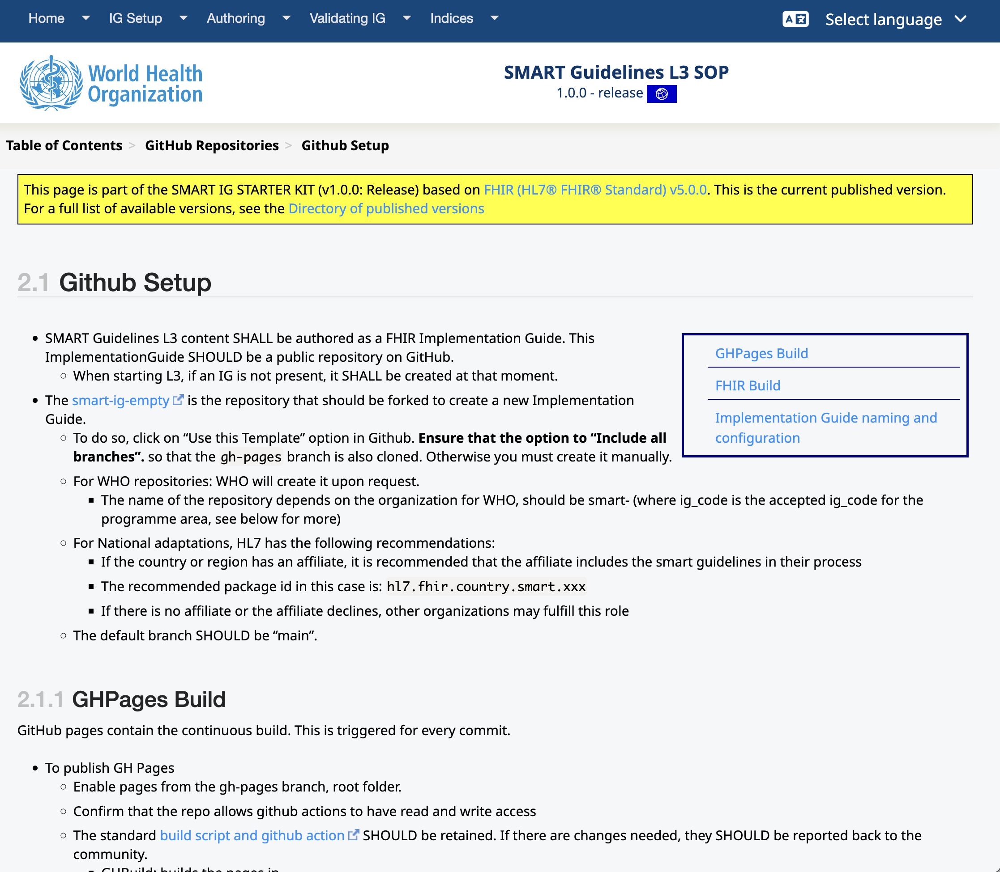 Home IG Setup Authoring Validating IG Indices Select language
World Health
Organization
SMART Guidelines L3 SOP
1.0.0 - release
Table of Contents > GitHub Repositories > Github Setup
This page is part of the SMART IG STARTER KIT (v1.0.0: Release) based on FHIR (HL7® FHIR® Standard) v5.0.0. This is the current published version.
For a full list of available versions, see the Directory of published versions
2.1 Github Setup
• SMART Guidelines L3 content SHALL be authored as a FHIR Implementation Guide. This
ImplementationGuide SHOULD be a public repository on GitHub.
○ When starting L3, if an IG is not present, it SHALL be created at that moment.
• The smart-ig-empty is the repository that should be forked to create a new Implementation
Guide.
○ To do so, click on “Use this Template” option in Github. Ensure that the option to “Include all
branches”. so that the gh-pages branch is also cloned. Otherwise you must create it manually.
GHPages Build
FHIR Build
Implementation Guide naming and
configuration
○ For WHO repositories: WHO will create it upon request.
▪ The name of the repository depends on the organization for WHO, should be smart- (where ig_code is the accepted ig_code for the
programme area, see below for more)
○ For National adaptations, HL7 has the following recommendations:
▪ If the country or region has an affiliate, it is recommended that the affiliate includes the smart guidelines in their process
▪ The recommended package id in this case is: hl7.fhir.country.smart.xxx
▪ If there is no affiliate or the affiliate declines, other organizations may fulfill this role
○ The default branch SHOULD be “main”.
2.1.1 GHPages Build
GitHub pages contain the continuous build. This is triggered for every commit.
• To publish GH Pages
○ Enable pages from the gh-pages branch, root folder.
○ Confirm that the repo allows github actions to have read and write access
○ The standard build script and github action SHOULD be retained. If there are changes needed, they SHOULD be reported back to the
community.
▪ GHBuild: builds the pages in